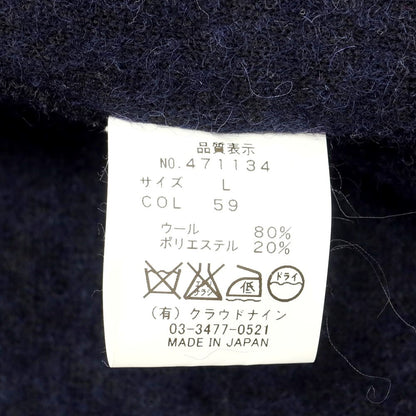 品質表示
NO.471134
サイズ L
COL 59
ウール 80%
ポリエステル 20%
低 ドライ
(有) クラウドナイン
03-3477-0521
MADE IN JAPAN